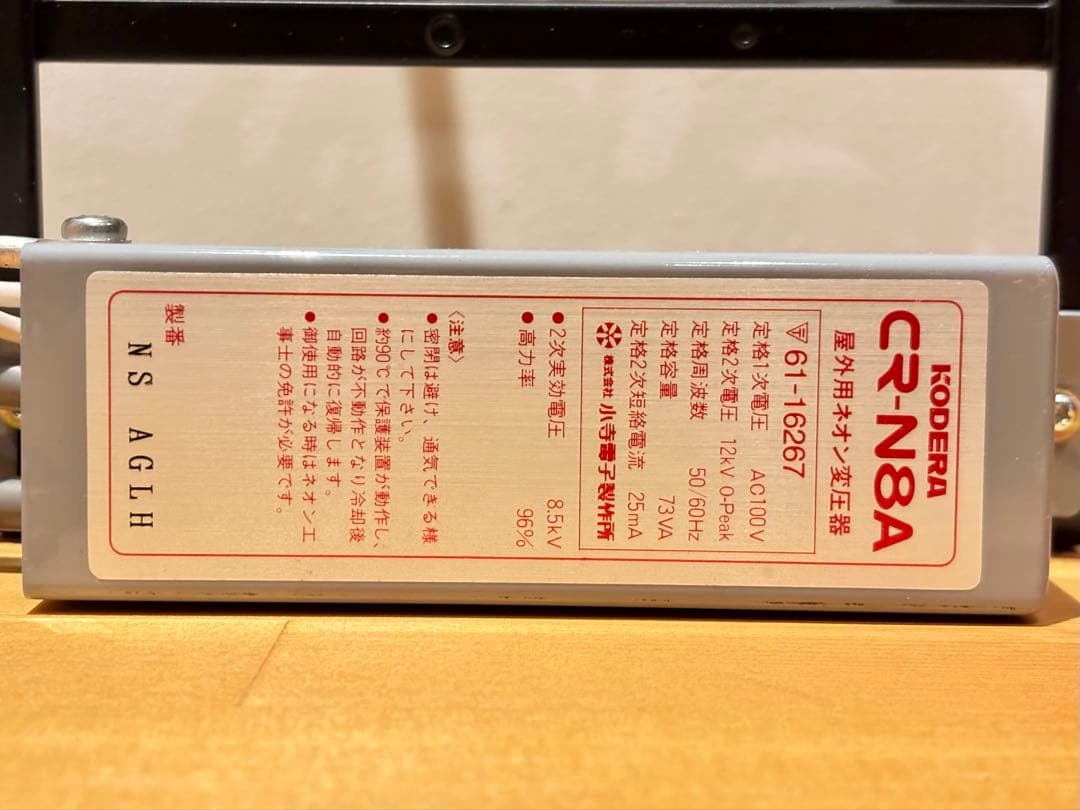 KODERA
CR-N8A
屋外用ネオン変圧器
61-16267
定格1次電圧 AC100V
定格2次電圧 12kV 0-Peak
定格周波数 50/60Hz
定格容量 73VA
定格2次短絡電流 25mA
株式会社 小寺電子製作所
●2次実効電圧 8.5kV
●高力率 96%
〈注意〉
●密閉は避け、通気できる様
にして下さい。
●約90℃で保護装置が動作し、
回路が不動作となり冷却後
自動的に復帰します。
●御使用になる時はネオン工
事士の免許が必要です。
製番
NS AGLH